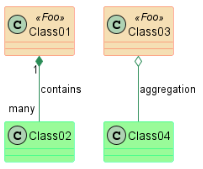 «Foo»
C Class01
«Foo»
C Class03
1
contains
aggregation
many
C Class02
C Class04